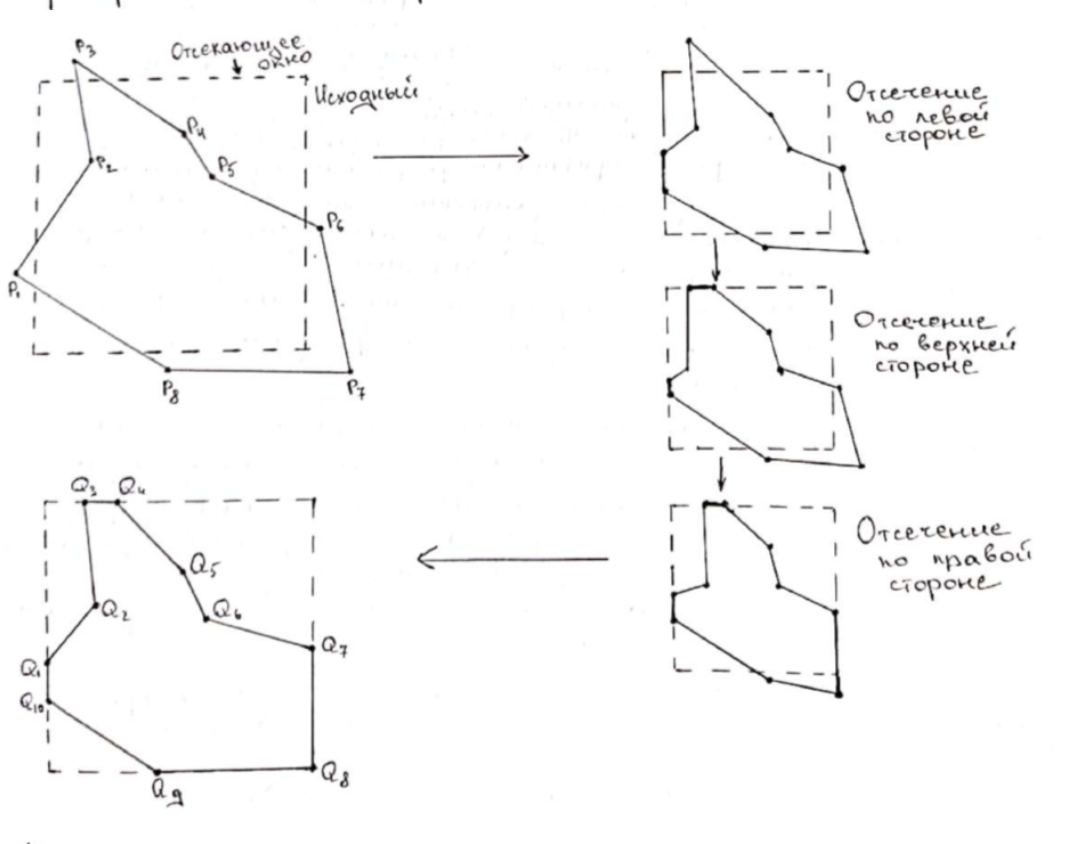 P₃
Отсекающее
окно
Исходный
P₄
P₂
P₅
P₆
P₁
P₈
P₇
Отсечение
по левой
стороне
Отсечение
по верхней
стороне
Отсечение
по правой
стороне
Q₃ Q₄
Q₅
Q₂
Q₆
Q₇
Q₁
Q₁₀
Q₈
Q₉